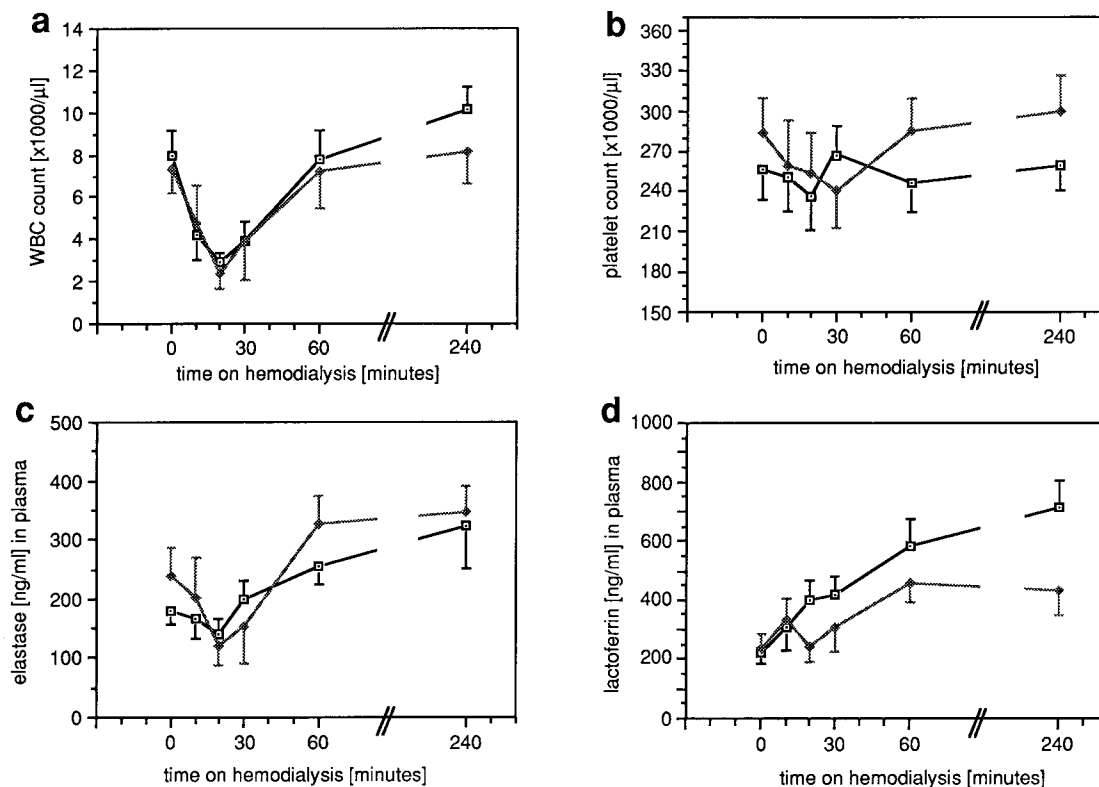 a
WBC count [x1000/µl]
14
12
10
8
6
4
2
0
0 30 60 240
time on hemodialysis [minutes]
b
platelet count [x1000/µl]
360
330
300
270
240
210
180
150
0 30 60 240
time on hemodialysis [minutes]
c
elastase [ng/ml] in plasma
500
400
300
200
100
0
0 30 60 240
time on hemodialysis [minutes]
d
lactoferrin [ng/ml] in plasma
1000
800
600
400
200
0
0 30 60 240
time on hemodialysis [minutes]